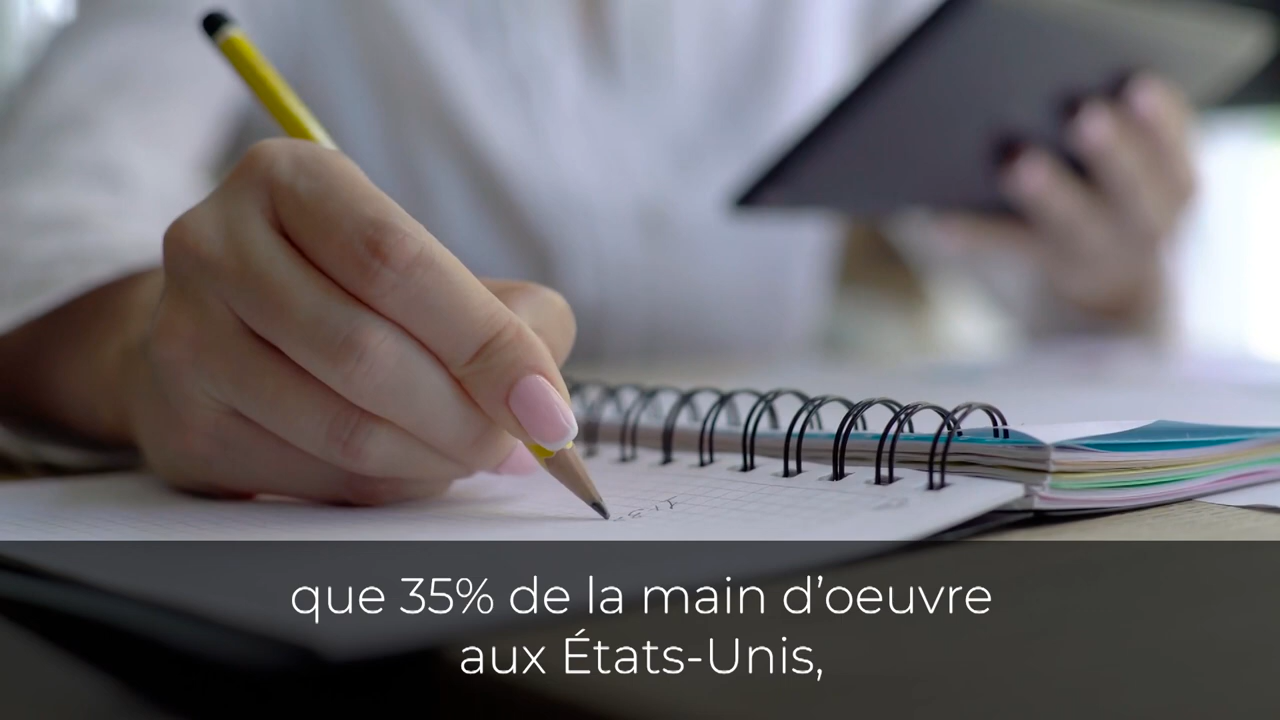 que 35% de la main d’oeuvre
aux États-Unis,